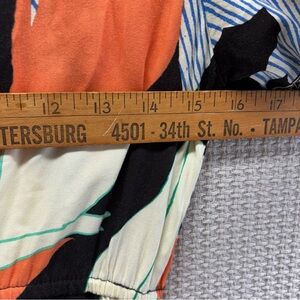 12 13 14 15 16 17
TERSBURG 4501 - 34th St. No. • TAMPA